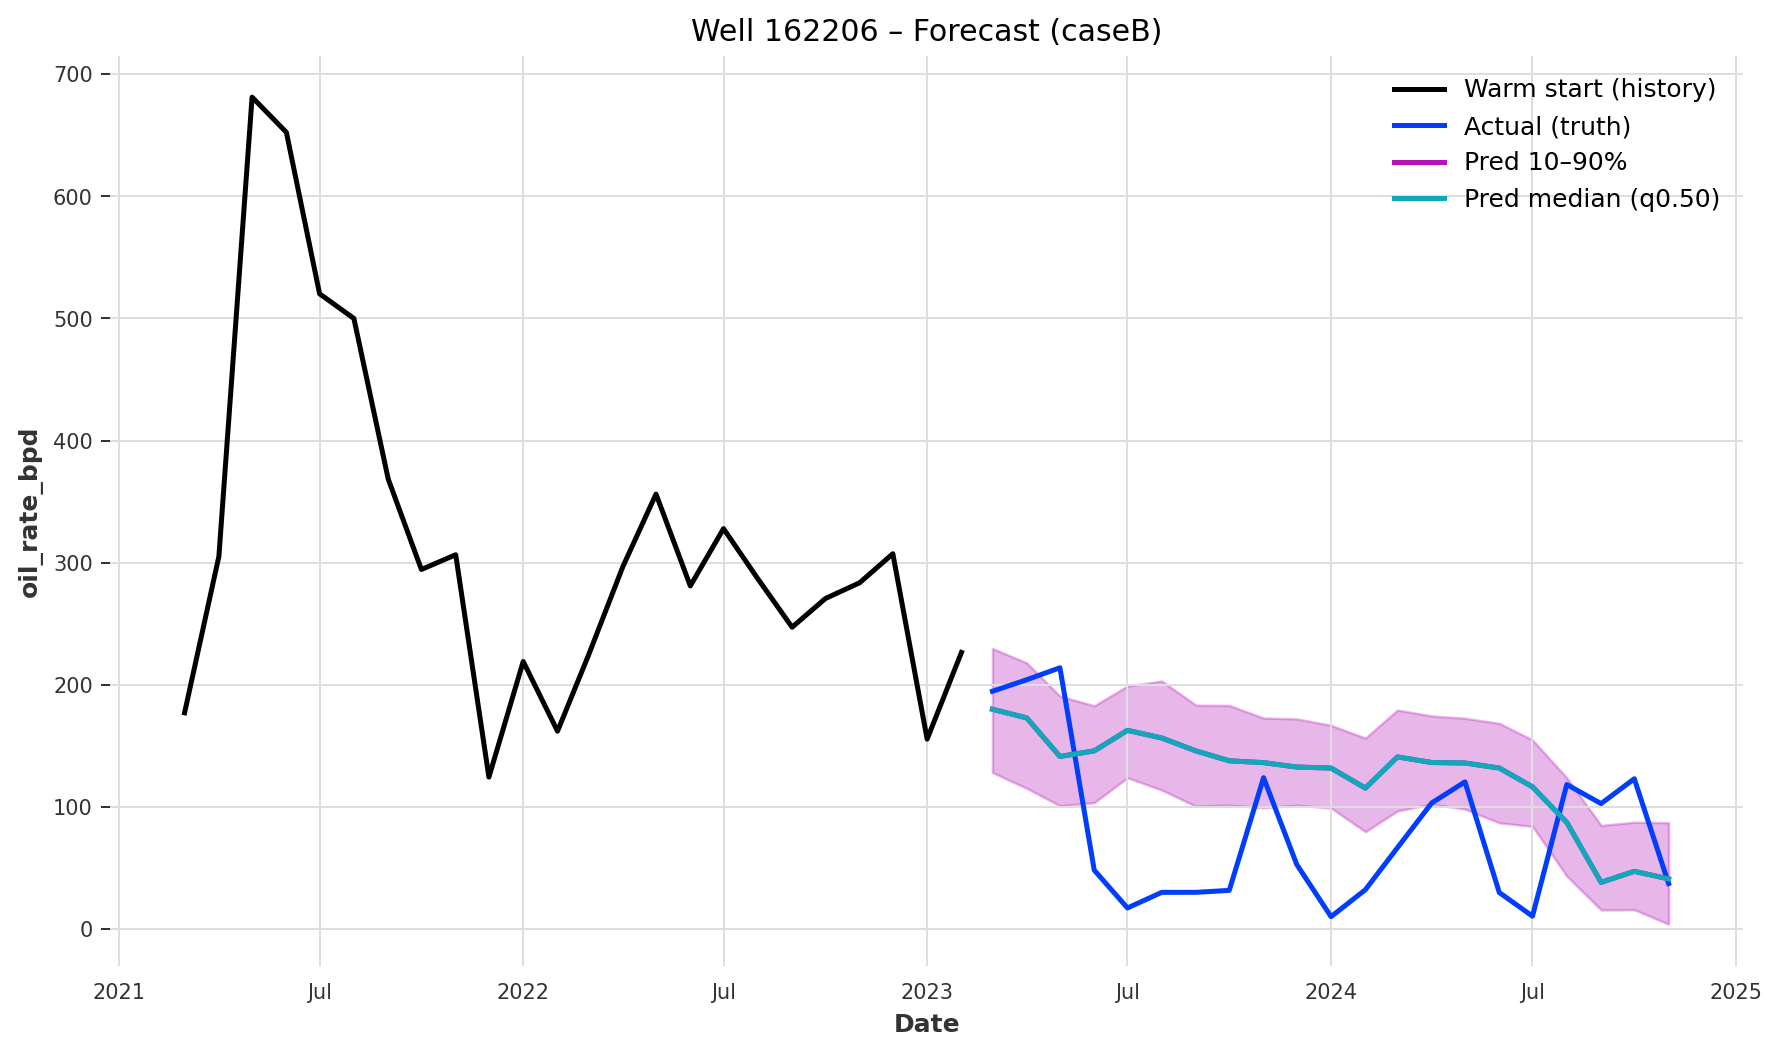 Well 162206 – Forecast (caseB)
Warm start (history)
Actual (truth)
Pred 10–90%
Pred median (q0.50)
oil_rate_bpd
700
600
500
400
300
200
100
0
2021 Jul 2022 Jul 2023 Jul 2024 Jul 2025
Date